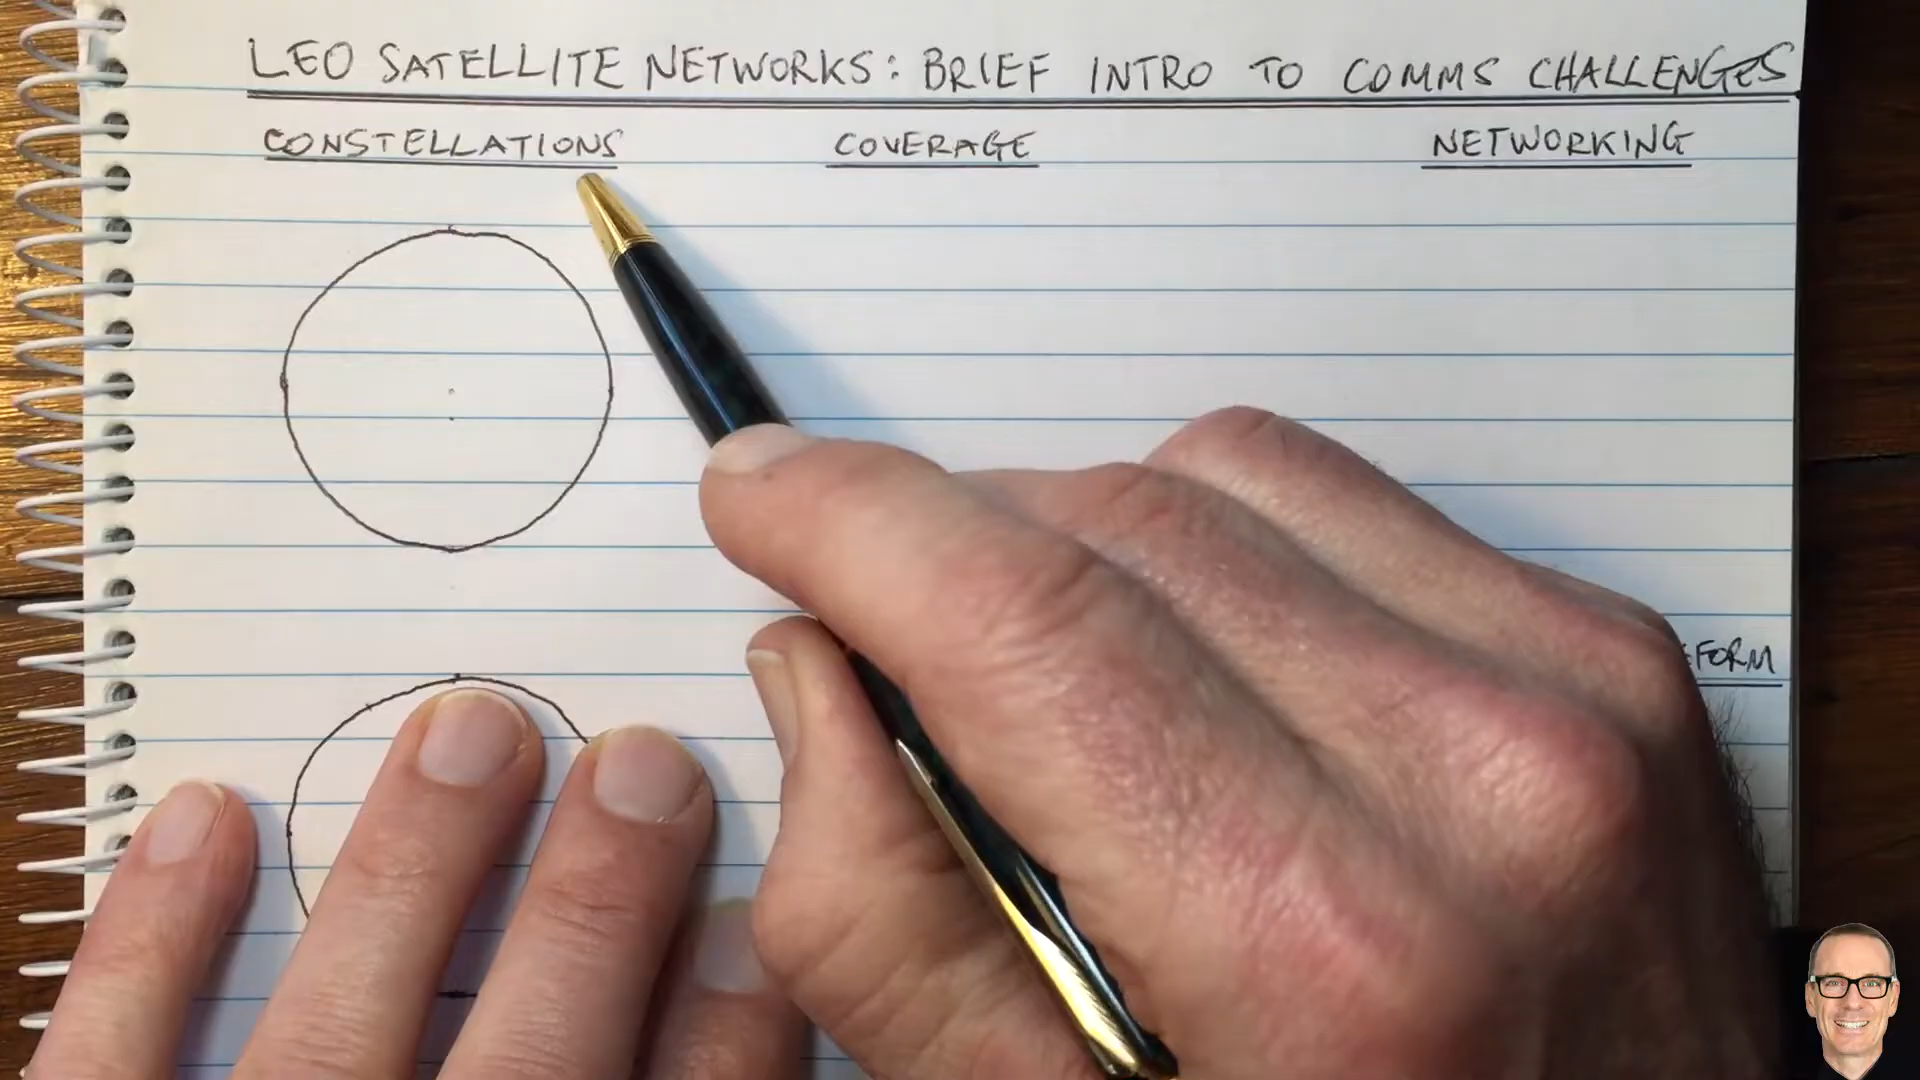 LEO SATELLITE NETWORKS: BRIEF INTRO TO COMMS CHALLENGES
CONSTELLATIONS COVERAGE NETWORKING